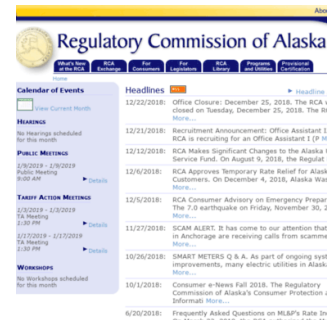 Abo
Regulatory Commission of Alaska
What's New at the RCA
RCA Exchange
For Consumers
For Legislators
RCA Library
Programs and Utilities
Provisional Certification
Home
Calendar of Events
View Current Month
HEARINGS
No Hearings scheduled
for this month
PUBLIC MEETINGS
1/9/2019 - 1/9/2019
Public Meeting
9:00 AM
Details
TARIFF ACTION MEETINGS
1/3/2019 - 1/3/2019
TA Meeting
1:30 PM
Details
1/17/2019 - 1/17/2019
TA Meeting
1:30 PM
Details
WORKSHOPS
No Workshops scheduled
for this month
Headlines
Headline
12/22/2018: Office Closure: December 25, 2018. The RCA
closed on Tuesday, December 25, 2018. The R
More...
12/21/2018: Recruitment Announcement: Office Assistant I
RCA is recruiting for an Office Assistant I [P M
12/12/2018: RCA Makes Significant Changes to the Alaska
Service Fund. On August 9, 2018, the Regulat
12/6/2018: RCA Approves Temporary Rate Relief for Alask
Customers. On December 4, 2018, Alaska Wa
More...
12/5/2018: RCA Consumer Advisory on Emergency Prepar
The 7.0 earthquake on Friday, November 30, 2
More...
11/27/2018: SCAM ALERT. It has come to our attention that
in Anchorage are receiving calls from scamme
More...
10/26/2018: SMART METERS Q & A. As part of ongoing syst
improvements, many electric utilities in Alask
More...
10/1/2018: Consumer e-News Fall 2018. The Regulatory
Commission of Alaska's Consumer Protection
Informati More...
6/20/2018: Frequently Asked Questions on ML&P's Rate In